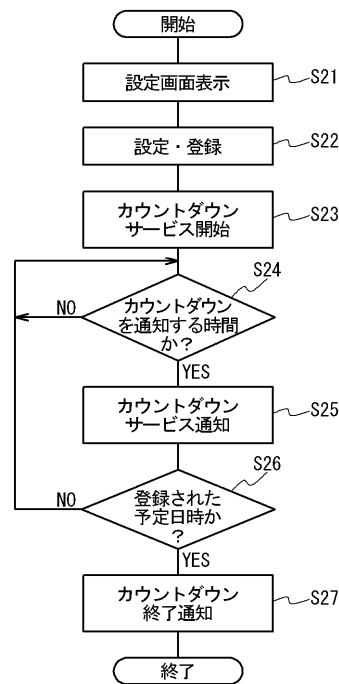 開始
設定画面表示
S21
設定・登録
S22
カウントダウン
サービス開始
S23
S24
カウントダウン
を通知する時間
か?
NO
YES
カウントダウン
サービス通知
S25
S26
登録された
予定日時か
?
NO
YES
カウントダウン
終了通知
S27
終了